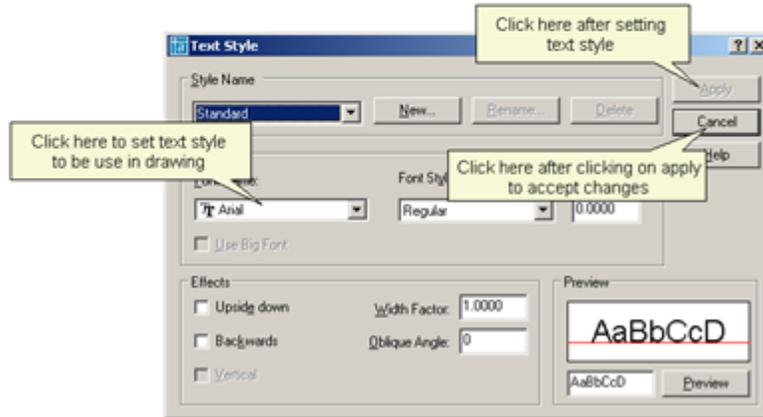 Click here after setting
text style
Text Style
Style Name
Standard
New...
Rename...
Delete
Apply
Cancel
Help
Click here to set text style
to be use in drawing
Click here after clicking on apply
to accept changes
Arial
Regular
0.0000
Use Big Font
Effects
Upside down
Backwards
Vertical
Width Factor:
1.0000
Oblique Angle:
0
Preview
AaBbCcD
AaBbCcD
Preview